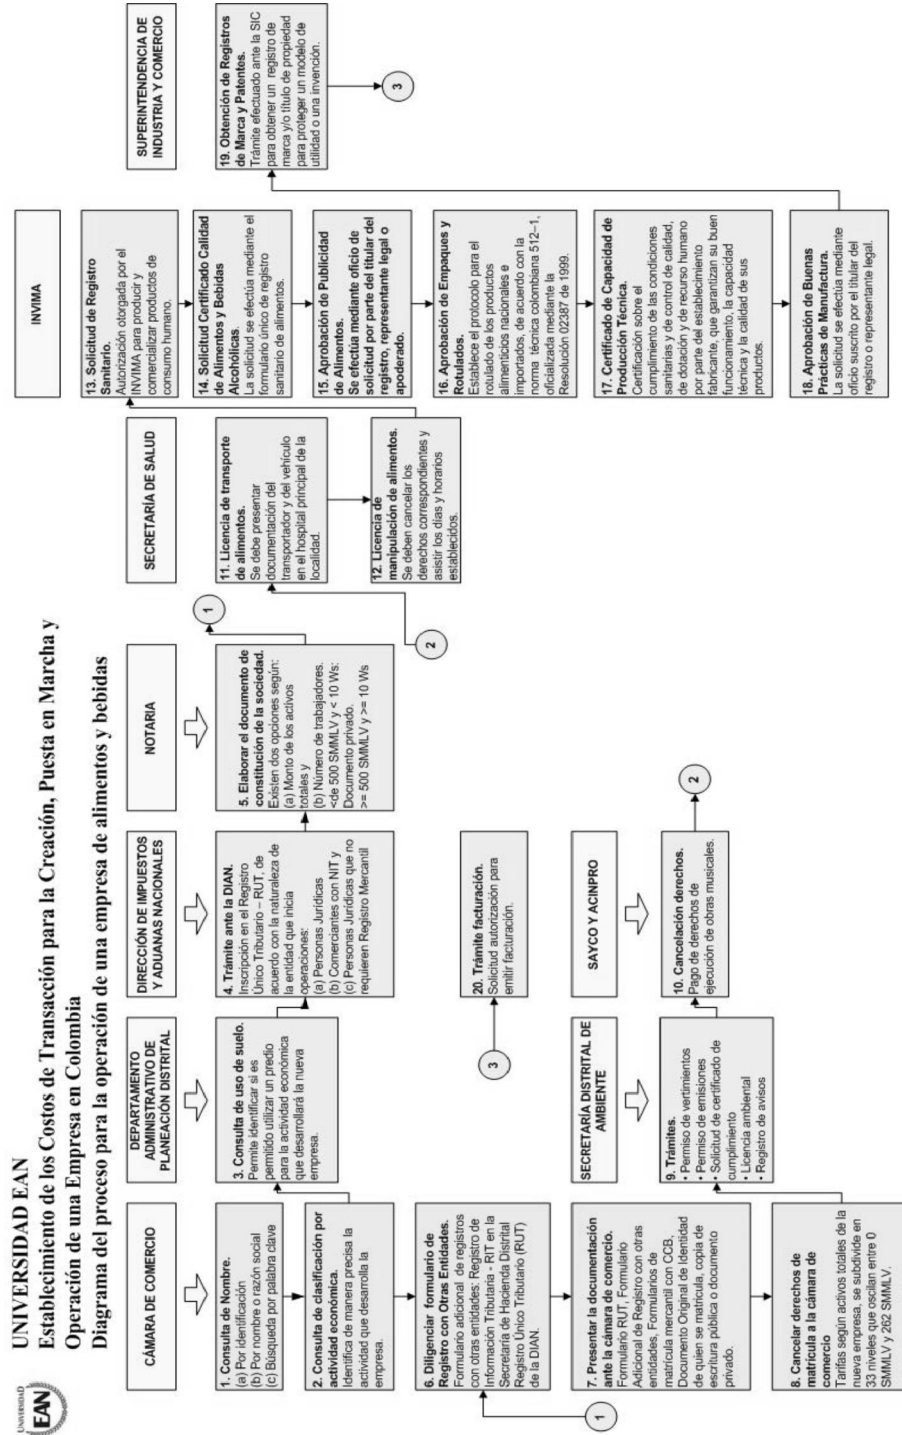 UNIVERSIDAD
EAN
UNIVERSIDAD EAN
Establecimiento de los Costos de Transacción para la Creación, Puesta en Marcha y
Operación de una Empresa en Colombia
Diagrama del proceso para la operación de una empresa de alimentos y bebidas
CÁMARA DE COMERCIO
1. Consulta de Nombre.
(a) Por identificación
(b) Por nombre o razón social
(c) Búsqueda por palabra clave
2. Consulta de clasificación por
actividad económica.
Identifica de manera precisa la
actividad que desarrolla la
empresa.
DEPARTAMENTO
ADMINISTRATIVO DE
PLANEACIÓN DISTRITAL
3. Consulta de uso de suelo.
Permite identificar si es
permitido utilizar un predio
para la actividad económica
que desarrollará la nueva
empresa.
DIRECCIÓN DE IMPUESTOS
Y ADUANAS NACIONALES
4. Trámite ante la DIAN.
Inscripción en el Registro
Único Tributario – RUT, de
acuerdo con la naturaleza de
la entidad que inicia
operaciones:
(a) Personas Jurídicas
(b) Comerciantes con NIT y
(c) Personas Jurídicas que no
requieren Registro Mercantil
NOTARIA
5. Elaborar el documento de
constitución de la sociedad.
Existen dos opciones según:
(a) Monto de los activos
totales y
(b) Número de trabajadores.
<de 500 SMMLV y < 10 Ws:
Documento privado.
>= 500 SMMLV y >= 10 Ws
1
1
6. Diligenciar formulario de
Registro con Otras Entidades.
Formulario adicional de registros
con otras entidades: Registro de
Información Tributaria - RIT en la
Secretaría de Hacienda Distrital
Registro Único Tributario (RUT)
de la DIAN.
7. Presentar la documentación
ante la cámara de comercio.
Formulario RUT, Formulario
Adicional de Registro con otras
entidades, Formularios de
matrícula mercantil con CCB,
Documento Original de Identidad
de quien se matrícula, copia de
escritura pública o documento
privado.
8. Cancelar derechos de
matrícula a la cámara de
comercio
Tarifas según activos totales de la
nueva empresa, se subdivide en
33 niveles que oscilan entre 0
SMMLV y 262 SMMLV.
SECRETARÍA DISTRITAL DE
AMBIENTE
9. Trámites.
• Permiso de vertimientos
• Permiso de emisiones
• Solicitud de certificado de
cumplimiento
• Licencia ambiental
• Registro de avisos
SAYCO Y ACINPRO
10. Cancelación derechos.
Pago de derechos de
ejecución de obras musicales.
2
2
SECRETARÍA DE SALUD
11. Licencia de transporte
de alimentos.
Se debe presentar
documentación del
transportador y del vehículo
en el hospital principal de la
localidad.
12. Licencia de
manipulación de alimentos.
Se deben cancelar los
derechos correspondientes y
asistir los días y horarios
establecidos.
INVIMA
13. Solicitud de Registro
Sanitario.
Autorización otorgada por el
INVIMA para producir y
comercializar productos de
consumo humano.
14. Solicitud Certificado Calidad
de Alimentos y Bebidas
Alcohólicas.
La solicitud se efectúa mediante el
formulario único de registro
sanitario de alimentos.
15. Aprobación de Publicidad
de Alimentos.
Se efectúa mediante oficio de
solicitud por parte del titular del
registro, representante legal o
apoderado.
16. Aprobación de Empaques y
Rotulados.
Establece el protocolo para el
rotulado de los productos
alimenticios nacionales e
importados, de acuerdo con la
norma técnica colombiana 512–1,
oficializada mediante la
Resolución 02387 de 1999.
17. Certificado de Capacidad de
Producción Técnica.
Certificación sobre el
cumplimiento de las condiciones
sanitarias y de control de calidad,
de dotación y de recurso humano
por parte del establecimiento
fabricante, que garantizan su buen
funcionamiento, la capacidad
técnica y la calidad de sus
productos.
18. Aprobación de Buenas
Prácticas de Manufactura.
La solicitud se efectúa mediante
oficio suscrito por el titular del
registro o representante legal.
SUPERINTENDENCIA DE
INDUSTRIA Y COMERCIO
19. Obtención de Registros
de Marca y Patentes.
Trámite efectuado ante la SIC
para obtener un registro de
marca y/o título de propiedad
para proteger un modelo de
utilidad o una invención.
3
3
20. Trámite facturación.
Solicitud autorización para
emitir facturación.